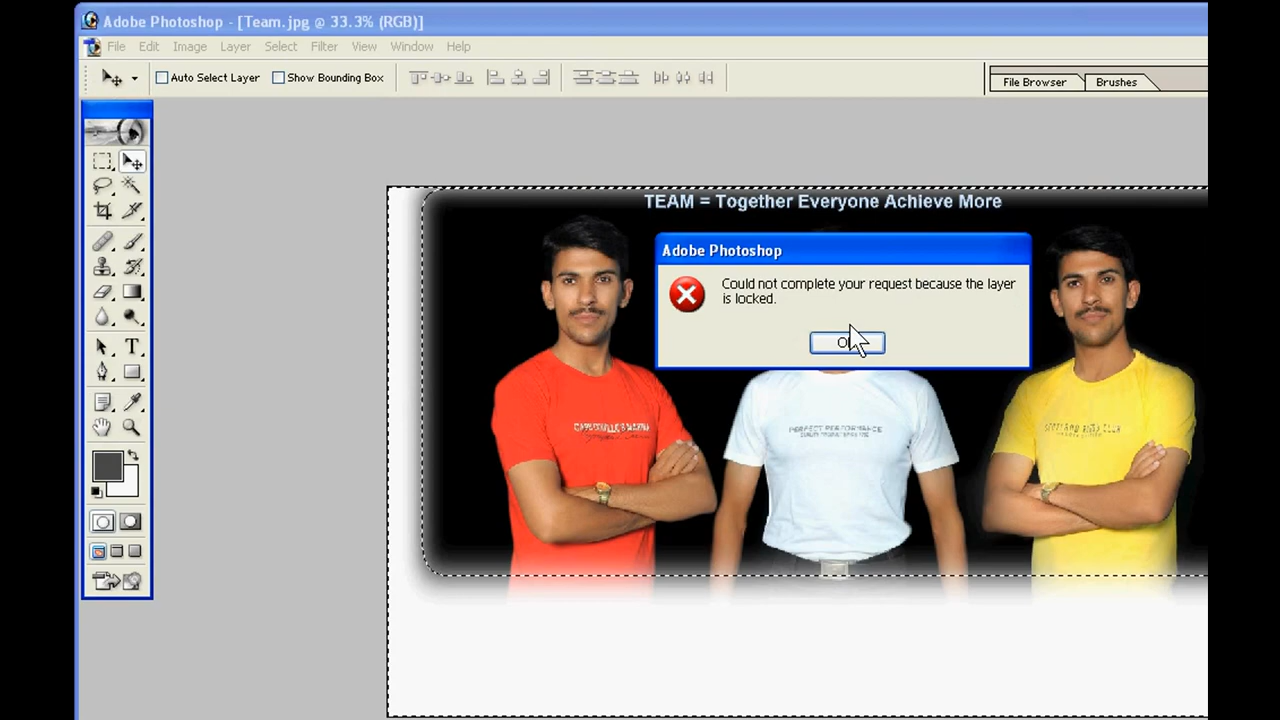 Adobe Photoshop - [Team.jpg @ 33.3% (RGB)]
File Edit Image Layer Select Filter View Window Help
Auto Select Layer Show Bounding Box File Browser Brushes
T
TEAM = Together Everyone Achieve More
Adobe Photoshop
Could not complete your request because the layer
is locked.
PERFECT PERFORMANCE